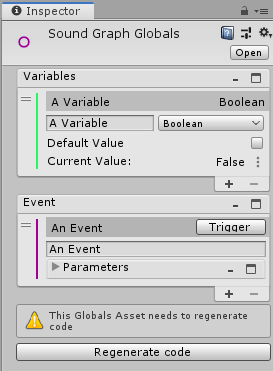 Inspector
Sound Graph Globals
Open
Variables
A Variable Boolean
A Variable Boolean
Default Value
Current Value: False
Event
An Event Trigger
An Event
Parameters
This Globals Asset needs to regenerate
code
Regenerate code